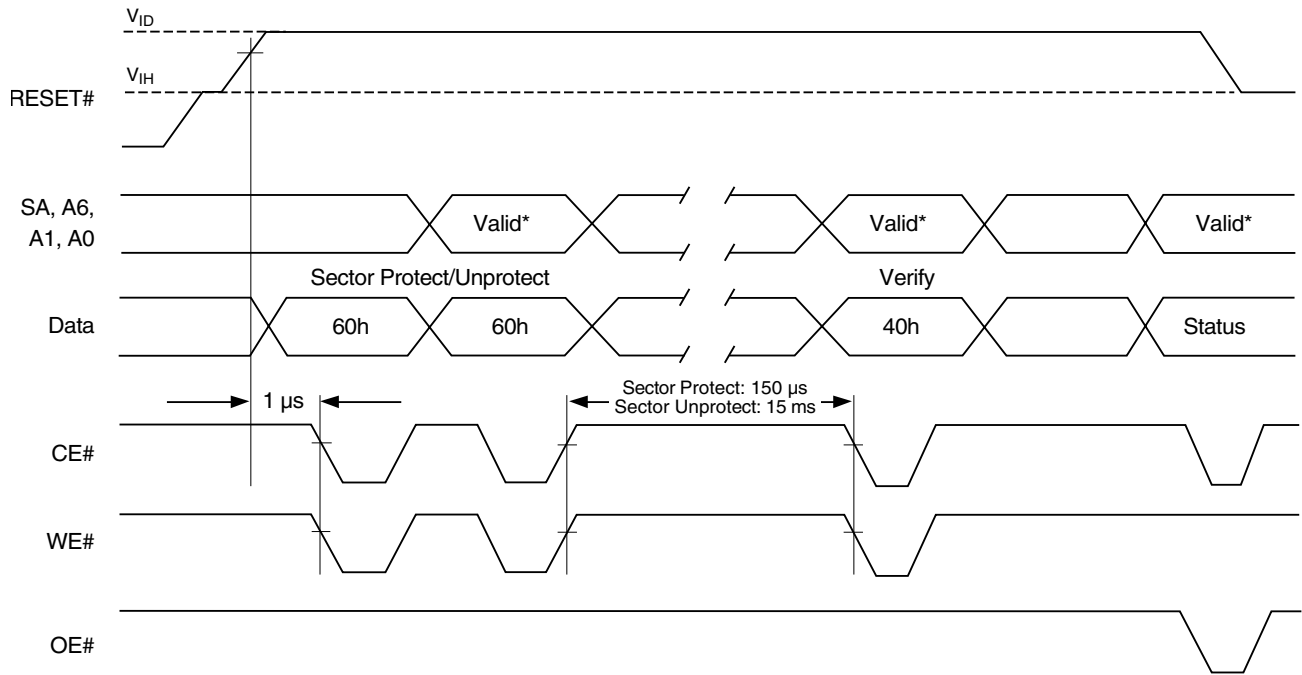 VID
VIH
RESET#
SA, A6,
A1, A0
Valid* Valid* Valid*
Sector Protect/Unprotect Verify
Data 60h 60h 40h Status
1 µs
Sector Protect: 150 µs
Sector Unprotect: 15 ms
CE#
WE#
OE#